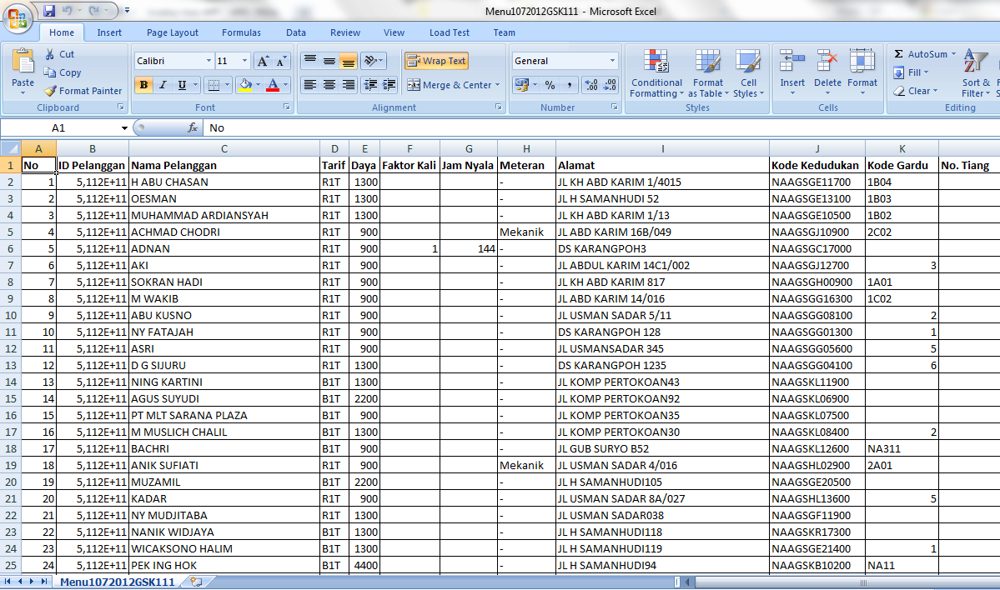 Menu1072012GSK111 - Microsoft Excel
Home Insert Page Layout Formulas Data Review View Load Test Team
Paste Cut Copy Format Painter Clipboard
Calibri 11 B I U Font
Wrap Text Merge & Center Alignment
General % , Number
Conditional Formatting Format as Table Cell Styles Styles
Insert Delete Format Cells
Σ AutoSum Fill Clear Sort & Filter Editing
A1 fx No
A B C D E F G H I J K
1 No ID Pelanggan Nama Pelanggan Tarif Daya Faktor Kali Jam Nyala Meteran Alamat Kode Kedudukan Kode Gardu No. Tiang
2 1 5,112E+11 H ABU CHASAN R1T 1300 - JL KH ABD KARIM 1/4015 NAAGSGE11700 1B04
3 2 5,112E+11 OESMAN R1T 1300 - JL H SAMANHUDI 52 NAAGSGE13100 1B03
4 3 5,112E+11 MUHAMMAD ARDIANSYAH R1T 1300 - JL KH ABD KARIM 1/13 NAAGSGE10500 1B02
5 4 5,112E+11 ACHMAD CHODRI R1T 900 Mekanik JL ABD KARIM 16B/049 NAAGSGJ10900 2C02
6 5 5,112E+11 ADNAN R1T 900 1 144 - DS KARANGPOH3 NAAGSGC17000
7 6 5,112E+11 AKI R1T 900 - JL ABDUL KARIM 14C1/002 NAAGSGJ12700 3
8 7 5,112E+11 SOKRAN HADI R1T 900 - JL KH ABD KARIM 817 NAAGSGH00900 1A01
9 8 5,112E+11 M WAKIB R1T 900 - JL ABD KARIM 14/016 NAAGSGG16300 1C02
10 9 5,112E+11 ABU KUSNO R1T 900 - JL USMAN SADAR 5/11 NAAGSGG08100 2
11 10 5,112E+11 NY FATAJAH R1T 900 - DS KARANGPOH 128 NAAGSGG01300 1
12 11 5,112E+11 ASRI R1T 900 - JL USMANSADAR 345 NAAGSGG05600 5
13 12 5,112E+11 D G SIJURU R1T 1300 - DS KARANGPOH 1235 NAAGSGG04100 6
14 13 5,112E+11 NING KARTINI B1T 1300 - JL KOMP PERTOKOAN43 NAAGSKL11900
15 14 5,112E+11 AGUS SUYUDI B1T 2200 - JL KOMP PERTOKOAN92 NAAGSKL06900
16 15 5,112E+11 PT MLT SARANA PLAZA B1T 900 - JL KOMP PERTOKOAN35 NAAGSKL07500
17 16 5,112E+11 M MUSLICH CHALIL B1T 1300 - JL KOMP PERTOKOAN30 NAAGSKL08400 2
18 17 5,112E+11 BACHRI B1T 900 - JL GUB SURYO B52 NAAGSKL12600 NA311
19 18 5,112E+11 ANIK SUFIATI R1T 900 Mekanik JL USMAN SADAR 4/016 NAAGSHL02900 2A01
20 19 5,112E+11 MUZAMIL B1T 2200 - JL H SAMANHUDI105 NAAGSGE20500
21 20 5,112E+11 KADAR R1T 900 - JL USMAN SADAR 8A/027 NAAGSHL13600 5
22 21 5,112E+11 NY MUDJITABA R1T 1300 - JL USMAN SADAR038 NAAGSGF11900
23 22 5,112E+11 NANIK WIDJAYA B1T 1300 - JL H SAMANHUDI118 NAAGSKR17300
24 23 5,112E+11 WICAKSONO HALIM B1T 1300 - JL H SAMANHUDI119 NAAGSGE21400 1
25 24 5,112E+11 PEK ING HOK B1T 4400 - JL H SAMANHUDI94 NAAGSKB10200 NA11
Menu1072012GSK111